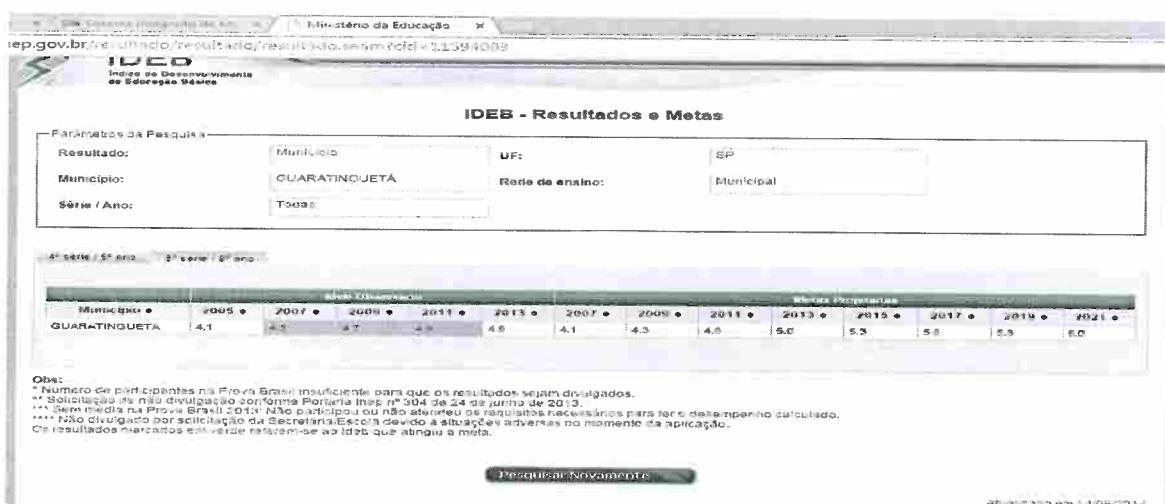 Ministério da Educação
IDEB
Índice de Desenvolvimento
da Educação Básica
IDEB - Resultados e Metas
Parâmetros da Pesquisa
Resultado: Município UF: SP
Município: GUARATINGUETÁ Rede de ensino: Municipal
Série / Ano: Todas
4ª série / 5º ano 8ª série / 9º ano
Ideb Observado Metas Projetadas
Município 2005 2007 2009 2011 2013 2007 2009 2011 2013 2015 2017 2019 2021
GUARATINGUETÁ 4.1 4.7 4.1 4.3 5.0 5.3 6.0
Obs:
* Número de participantes na Prova Brasil insuficiente para que os resultados sejam divulgados.
** Solicitação de não divulgação conforme Portaria Inep nº 304 de 24 de junho de 2013.
*** Sem média na Prova Brasil 2013: Não participou ou não atendeu os requisitos necessários para ter o desempenho calculado.
**** Não divulgado por solicitação da Secretaria/Escola devido à situações adversas no momento da aplicação.
Os resultados marcados em verde referem-se ao Ideb que atingiu a meta.
Pesquisar Novamente